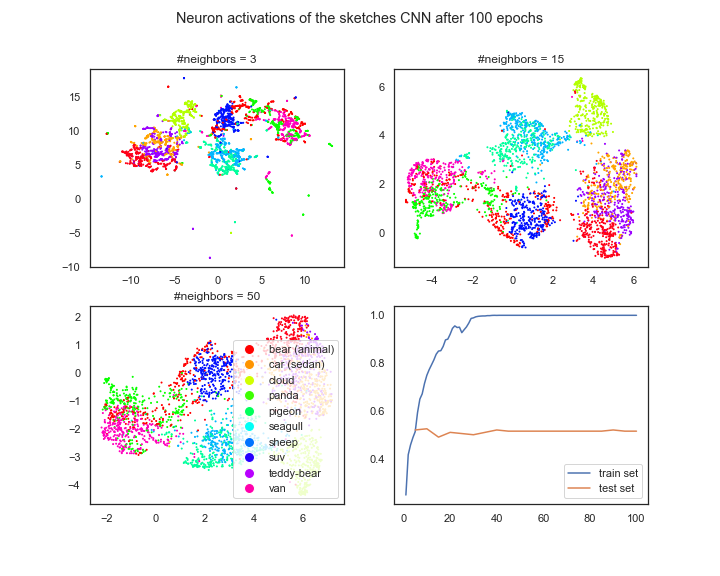 Neuron activations of the sketches CNN after 100 epochs
#neighbors = 3
15
10
5
0
−5
−10
−10
−5
0
5
10
#neighbors = 15
6
4
2
0
−4
−2
0
2
4
6
#neighbors = 50
2
1
0
−1
−2
−3
−4
−2
0
2
4
6
bear (animal)
car (sedan)
cloud
panda
pigeon
seagull
sheep
suv
teddy-bear
van
1.0
0.8
0.6
0.4
0
20
40
60
80
100
train set
test set